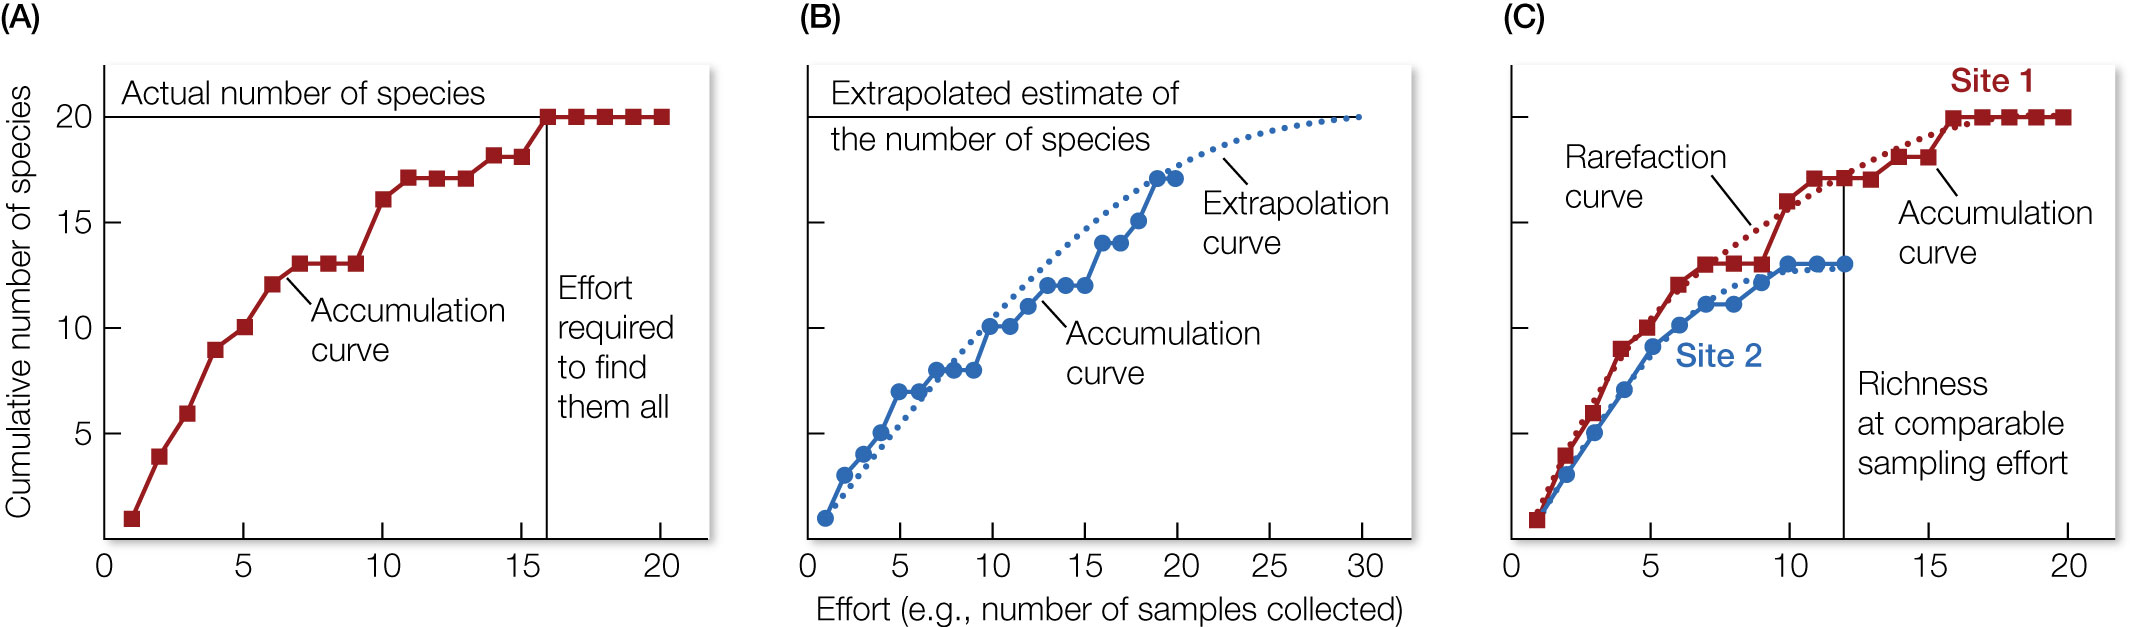 (A)
Cumulative number of species
Actual number of species
20
15
10
5
Accumulation
curve
Effort
required
to find
them all
0 5 10 15 20
(B)
Extrapolated estimate of
the number of species
Extrapolation
curve
Accumulation
curve
0 5 10 15 20 25 30
Effort (e.g., number of samples collected)
(C)
Site 1
Rarefaction
curve
Accumulation
curve
Site 2
Richness
at comparable
sampling effort
0 5 10 15 20